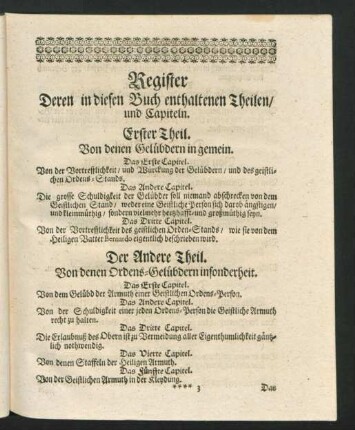 Register
Deren in diesen Buch enthaltenen Theilen/
und Capiteln.
Erster Theil.
Von denen Gelübdern in gemein.
Das Erste Capitel.
Von der Vortrefflichkeit / und Würckung der Gelübdern / und des geistli-
chen Ordens-Stands.
Das Andere Capitel.
Die grosse Schuldigkeit der Gelübder soll niemand abschrecken von dem
Geistlichen Stand / weder eine Geistliche Person sich darob ängstigen /
und kleinmüthig / sondern vielmehr hertzhafft und großmüthig seyn.
Das Dritte Capitel.
Von der Vortrefflichkeit des geistlichen Orden-Stands / wie sie von dem
Heiligen Vatter Bernardo eigentlich beschrieben wird.
Der Andere Theil.
Von denen Ordens-Gelübdern insonderheit.
Das Erste Capitel.
Von dem Gelübd der Armuth einer Geistlichen Ordens-Person.
Das Andere Capitel.
Von der Schuldigkeit einer jeden Ordens-Person die Geistliche Armuth
recht zu halten.
Das Dritte Capitel.
Die Erlaubnuß des Obern ist zu Vermeidung aller Eigenthumlichkeit gäntz-
lich nothwendig.
Das Vierte Capitel.
Von denen Staffeln der Heiligen Armuth.
Das Fünffte Capitel.
Von der Geistlichen Armuth in der Kleydung.
**** 3 Das